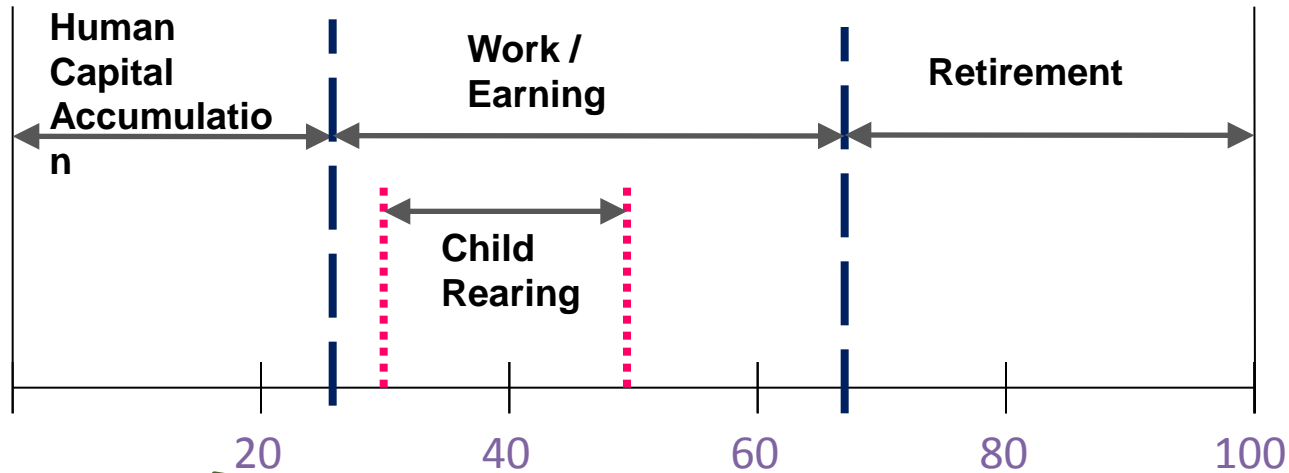 Human
Capital
Accumulatio
n
Work /
Earning
Retirement
Child
Rearing
20 40 60 80 100